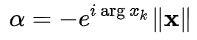 α = −e^{i arg x_k} ‖𝐱‖